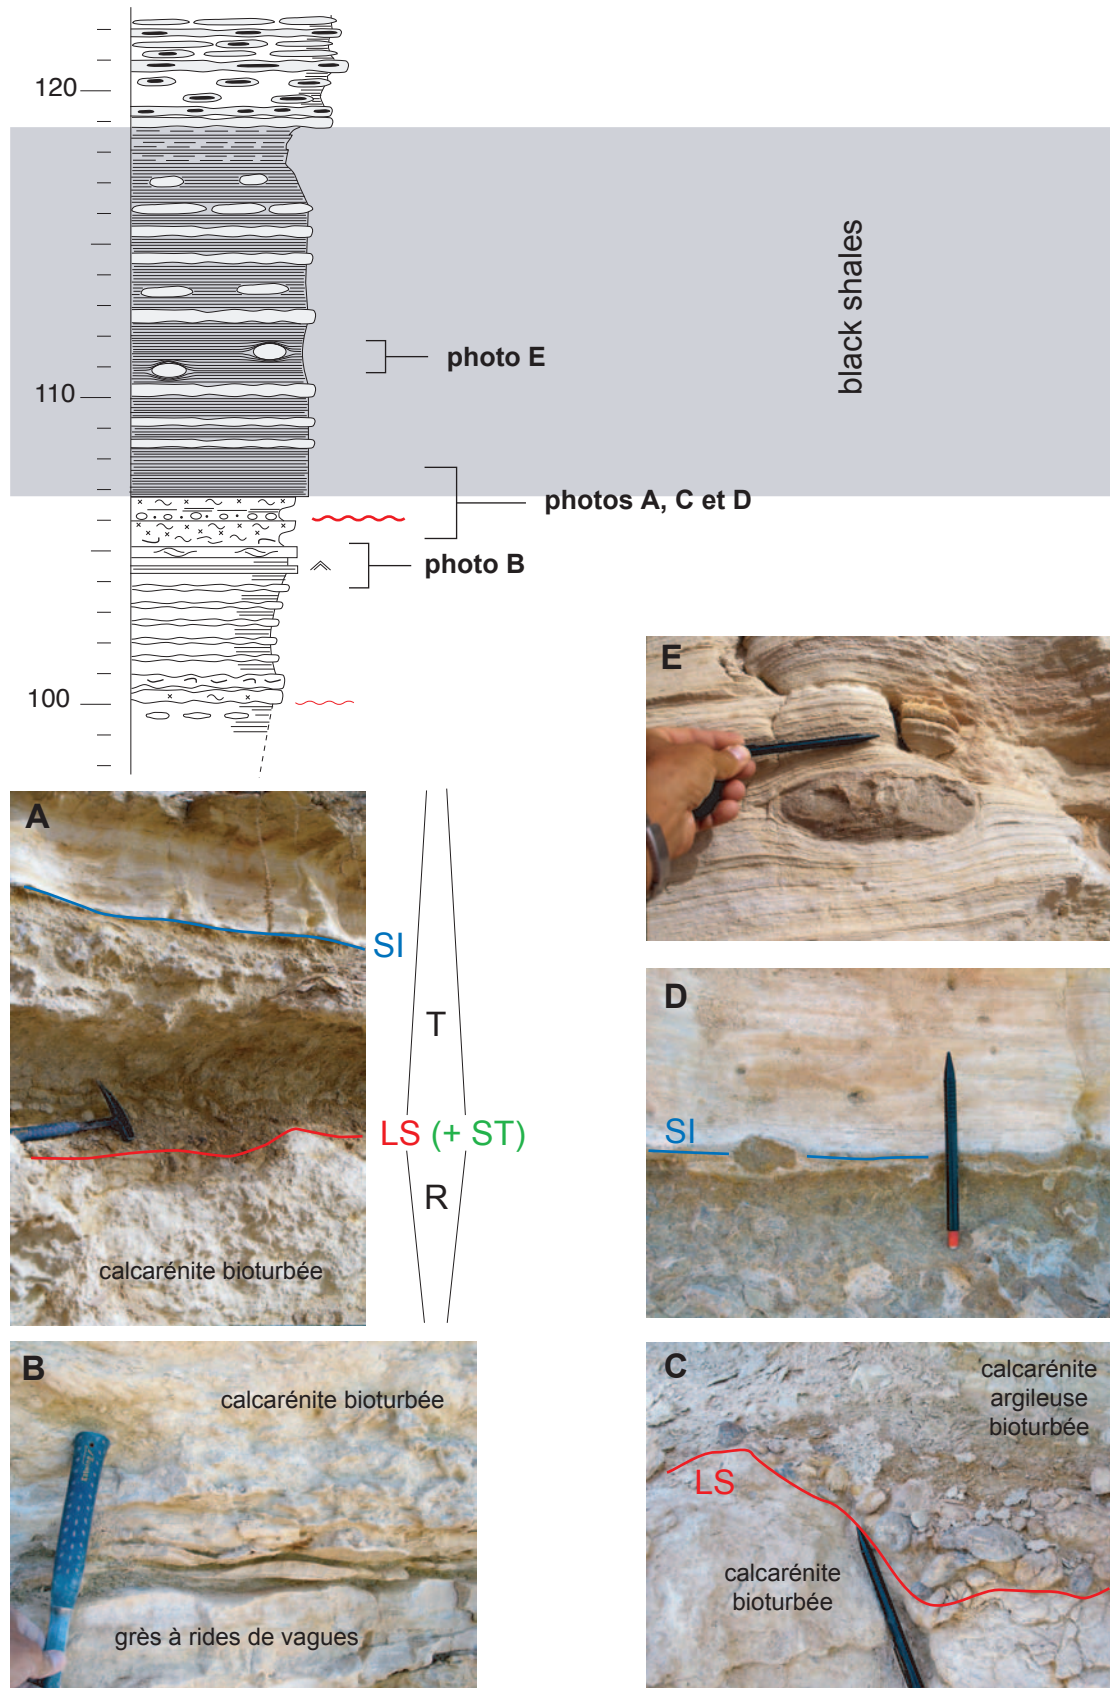 120
black shales
photo E
110
photos A, C et D
photo B
100
E
A
SI
T
D
SI
LS (+ ST)
R
calcarénite bioturbée
B
calcarénite bioturbée
grès à rides de vagues
C
calcarénite
argileuse
bioturbée
LS
calcarénite
bioturbée